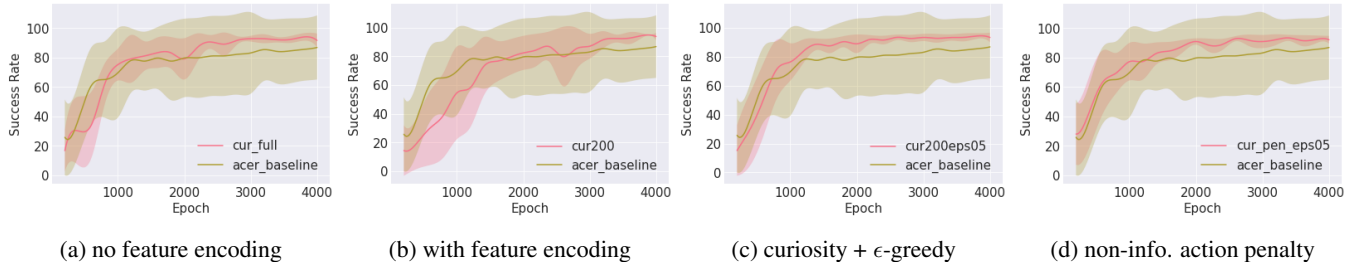 Success Rate
100
80
60
40
20
0
cur_full
acer_baseline
1000 2000 3000 4000
Epoch
(a) no feature encoding
Success Rate
100
80
60
40
20
0
cur200
acer_baseline
1000 2000 3000 4000
Epoch
(b) with feature encoding
Success Rate
100
80
60
40
20
0
cur200eps05
acer_baseline
1000 2000 3000 4000
Epoch
(c) curiosity + ϵ-greedy
Success Rate
100
80
60
40
20
0
cur_pen_eps05
acer_baseline
1000 2000 3000 4000
Epoch
(d) non-info. action penalty